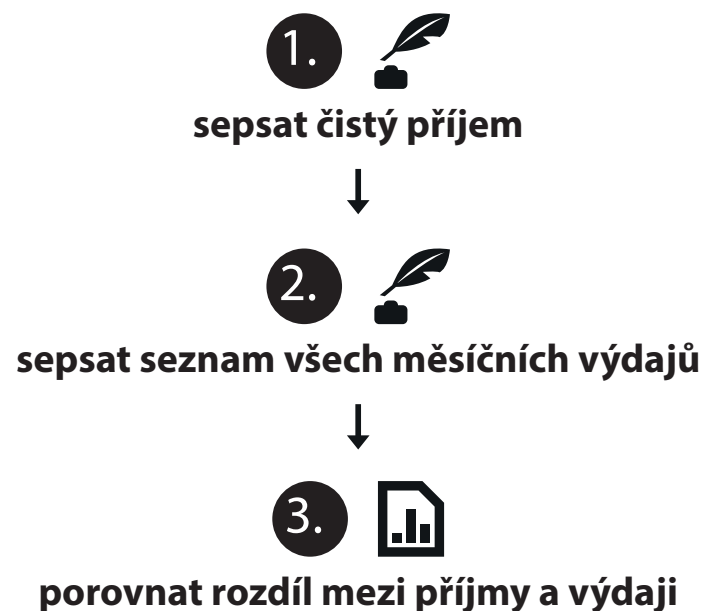 1.
sepsat čistý příjem
2.
sepsat seznam všech měsíčních výdajů
3.
porovnat rozdíl mezi příjmy a výdaji